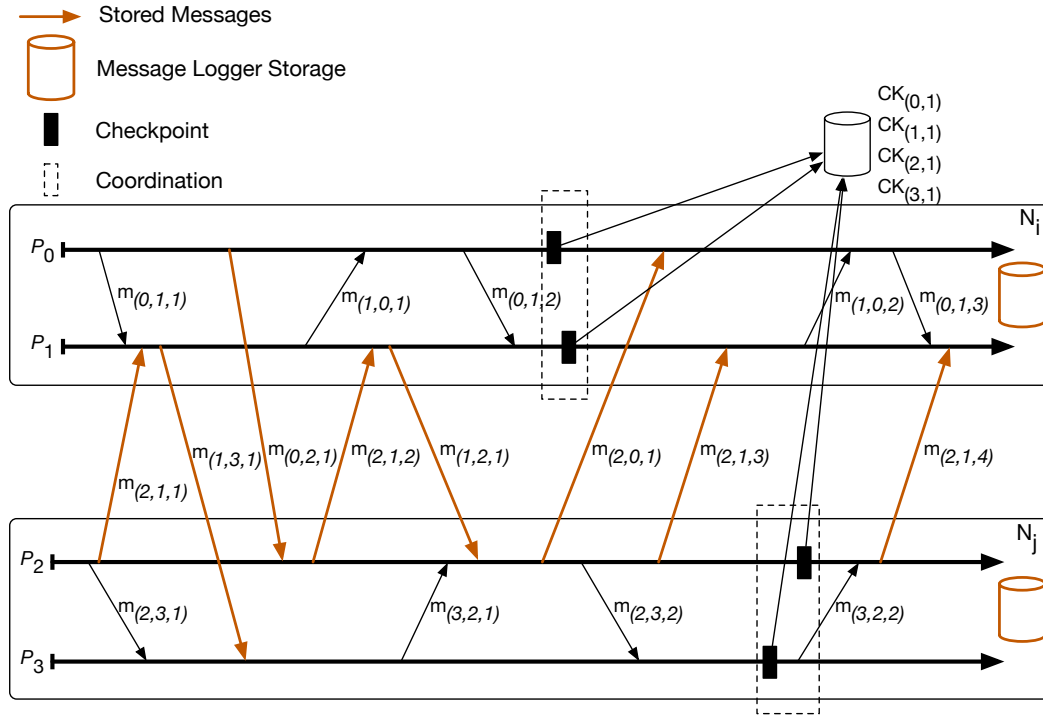 Stored Messages
Message Logger Storage
Checkpoint
Coordination
CK(0,1)
CK(1,1)
CK(2,1)
CK(3,1)
Ni
P0
m(0,1,1)
m(1,0,1)
m(0,1,2)
m(1,0,2)
m(0,1,3)
P1
m(2,1,1)
m(1,3,1)
m(0,2,1)
m(2,1,2)
m(1,2,1)
m(2,0,1)
m(2,1,3)
m(2,1,4)
Nj
P2
m(2,3,1)
m(3,2,1)
m(2,3,2)
m(3,2,2)
P3